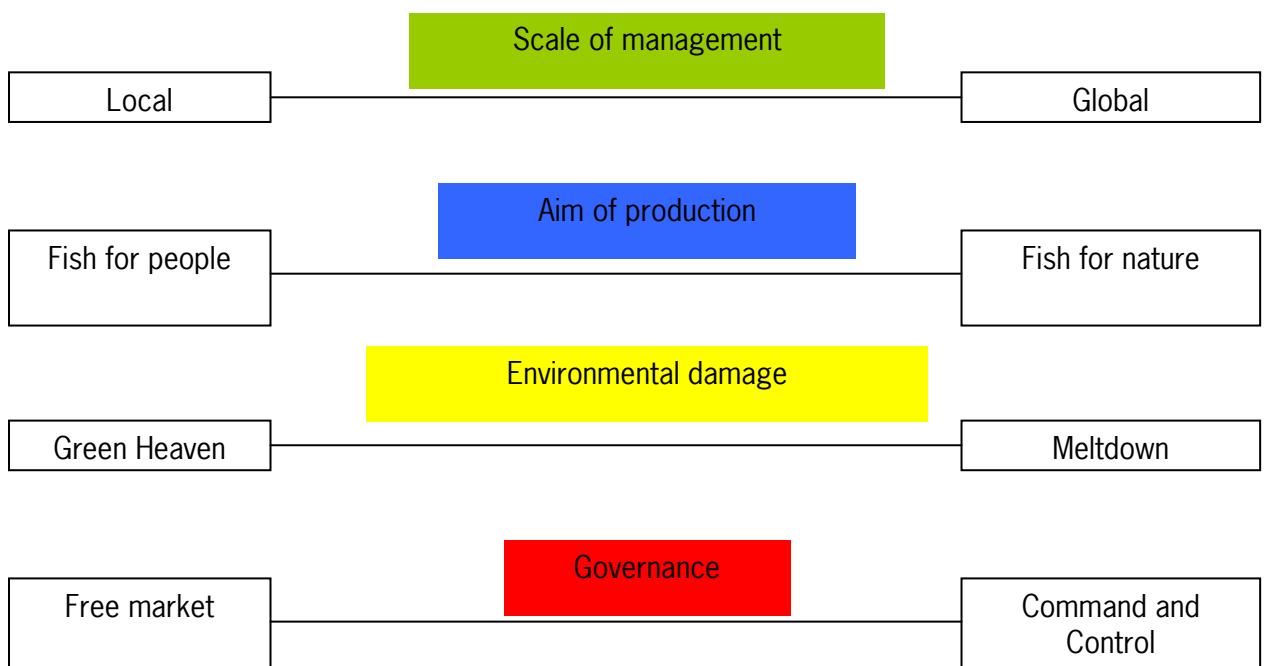 Scale of management
Local
Global
Aim of production
Fish for people
Fish for nature
Environmental damage
Green Heaven
Meltdown
Governance
Free market
Command and
Control